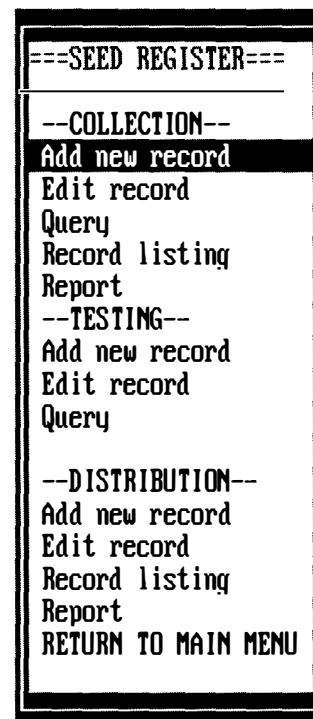 ===SEED REGISTER===
--COLLECTION--
Add new record
Edit record
Query
Record listing
Report
--TESTING--
Add new record
Edit record
Query
--DISTRIBUTION--
Add new record
Edit record
Record listing
Report
RETURN TO MAIN MENU